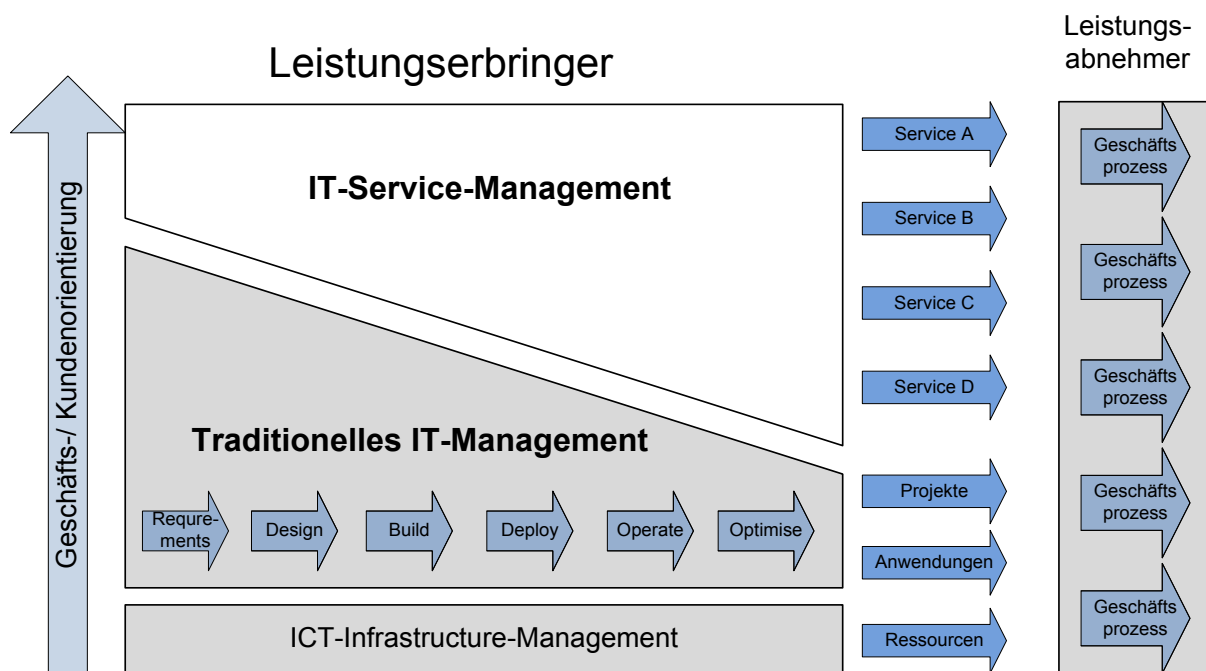 Leistungserbringer
Leistungs-
abnehmer
Geschäfts-/ Kundenorientierung
IT-Service-Management
Traditionelles IT-Management
Requre-
ments
Design
Build
Deploy
Operate
Optimise
ICT-Infrastructure-Management
Service A
Service B
Service C
Service D
Projekte
Anwendungen
Ressourcen
Geschäfts
prozess
Geschäfts
prozess
Geschäfts
prozess
Geschäfts
prozess
Geschäfts
prozess